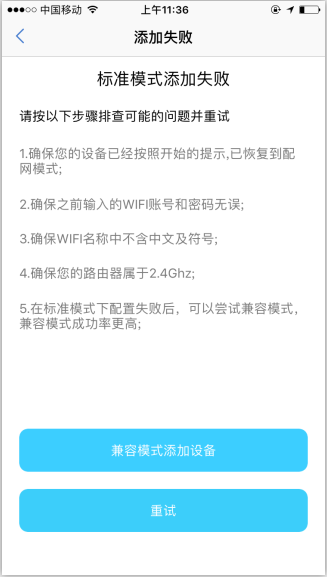 中国移动 上午11:36
添加失败
标准模式添加失败
请按以下步骤排查可能的问题并重试
1.确保您的设备已经按照开始的提示,已恢复到配
网模式;
2.确保之前输入的WIFI账号和密码无误;
3.确保WIFI名称中不含中文及符号;
4.确保您的路由器属于2.4Ghz;
5.在标准模式下配置失败后，可以尝试兼容模式，
兼容模式成功率更高;
兼容模式添加设备
重试